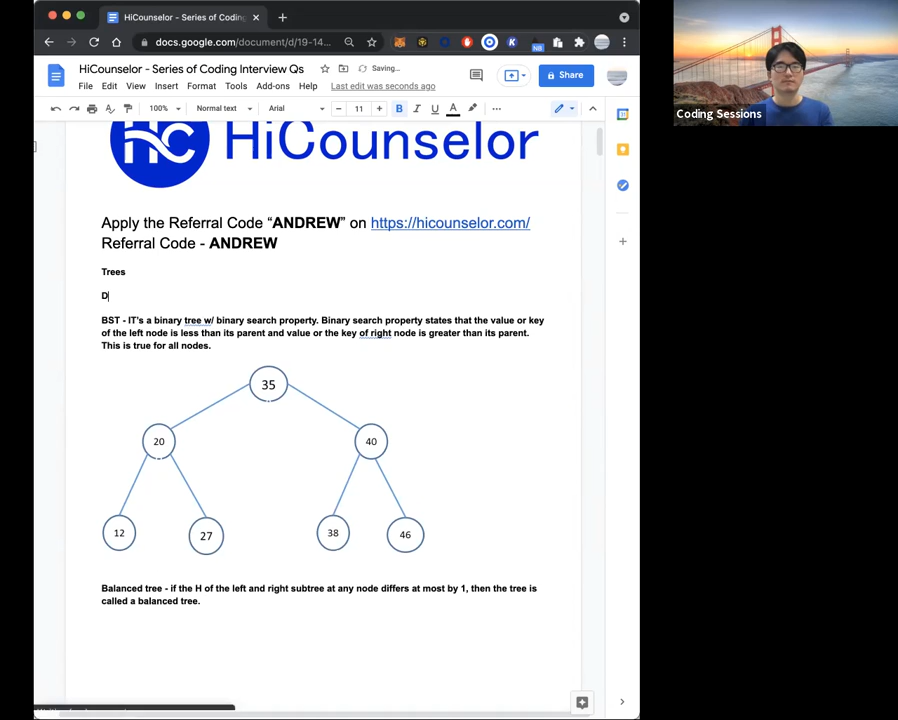 HiCounselor - Series of Coding
docs.google.com/document/d/19-14...
HiCounselor - Series of Coding Interview Qs
Saving...
Share
File Edit View Insert Format Tools Add-ons Help Last edit was seconds ago
100% Normal text Arial 11 B I U A
HC HiCounselor
Apply the Referral Code “ANDREW” on https://hicounselor.com/
Referral Code - ANDREW
Trees
D
BST - IT's a binary tree w/ binary search property. Binary search property states that the value or key
of the left node is less than its parent and value or the key of right node is greater than its parent.
This is true for all nodes.
35
20 40
12 27 38 46
Balanced tree - if the H of the left and right subtree at any node differs at most by 1, then the tree is
called a balanced tree.
Coding Sessions